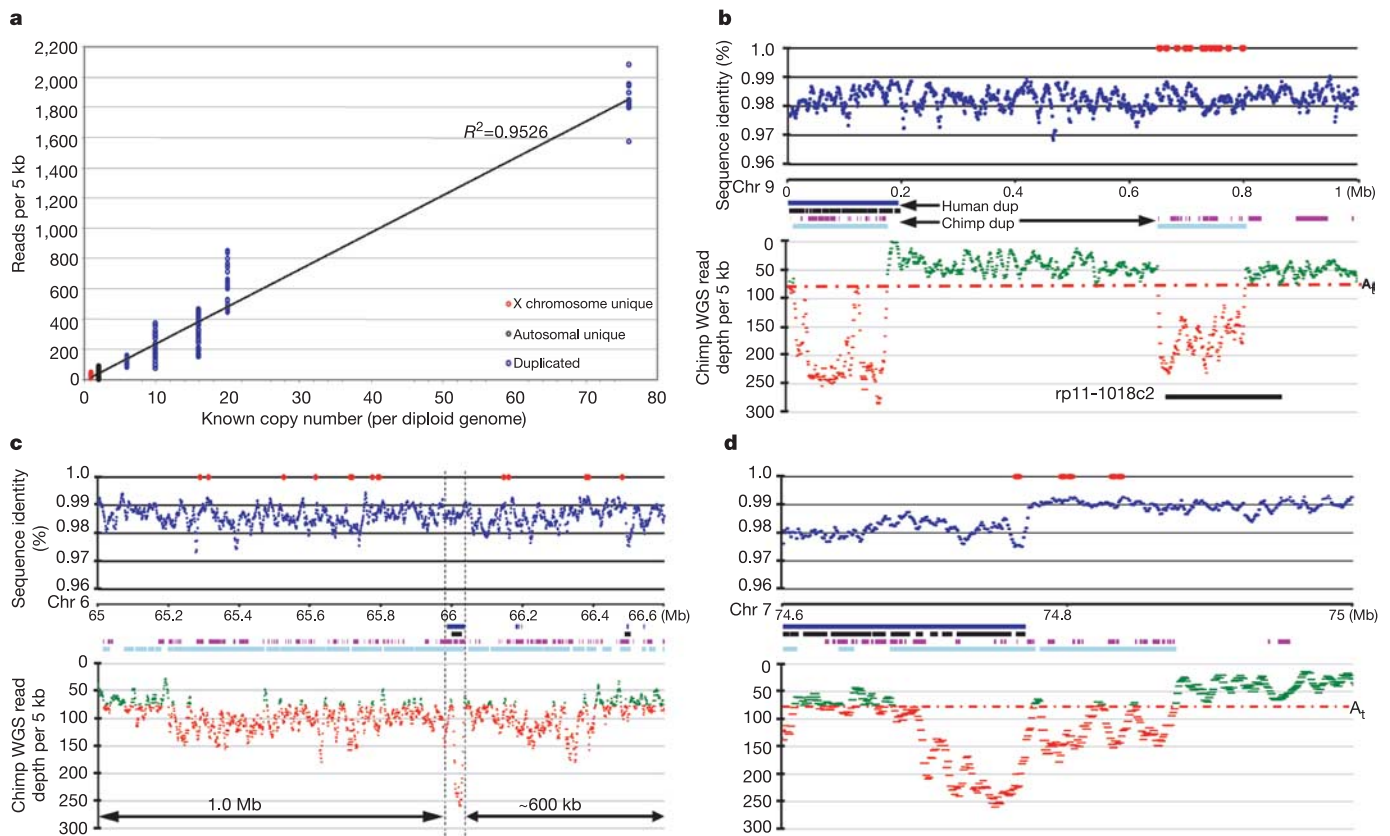 a
2,200
2,000
1,800
1,600
1,400
1,200
1,000
800
600
400
200
0
Reads per 5 kb
R²=0.9526
X chromosome unique
Autosomal unique
Duplicated
0 10 20 30 40 50 60 70 80
Known copy number (per diploid genome)
b
Sequence identity (%)
1.0
0.99
0.98
0.97
0.96
Chr 9
0 0.2 0.4 0.6 0.8 1 (Mb)
Human dup
Chimp dup
Chimp WGS read
depth per 5 kb
0
50
100
150
200
250
300
At
rp11-1018c2
c
Sequence identity
(%)
1.0
0.99
0.98
0.97
0.96
Chr 6
65 65.2 65.4 65.6 65.8 66 66.2 66.4 66.6 (Mb)
Chimp WGS read
depth per 5 kb
0
50
100
150
200
250
300
1.0 Mb
~600 kb
d
1.0
0.99
0.98
0.97
0.96
Chr 7
74.6 74.8 75 (Mb)
0
50
100
150
200
250
300
At